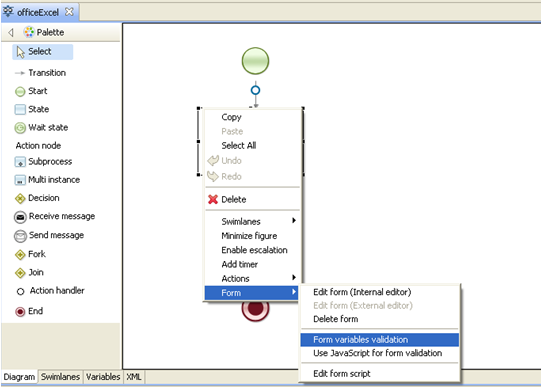 officeExcel
Palette
Select
Transition
Start
State
Wait state
Action node
Subprocess
Multi instance
Decision
Receive message
Send message
Fork
Join
Action handler
End
Copy
Paste
Select All
Undo
Redo
Delete
Swimlanes
Minimize figure
Enable escalation
Add timer
Actions
Form
Edit form (Internal editor)
Edit form (External editor)
Delete form
Form variables validation
Use JavaScript for form validation
Edit form script
Diagram Swimlanes Variables XML